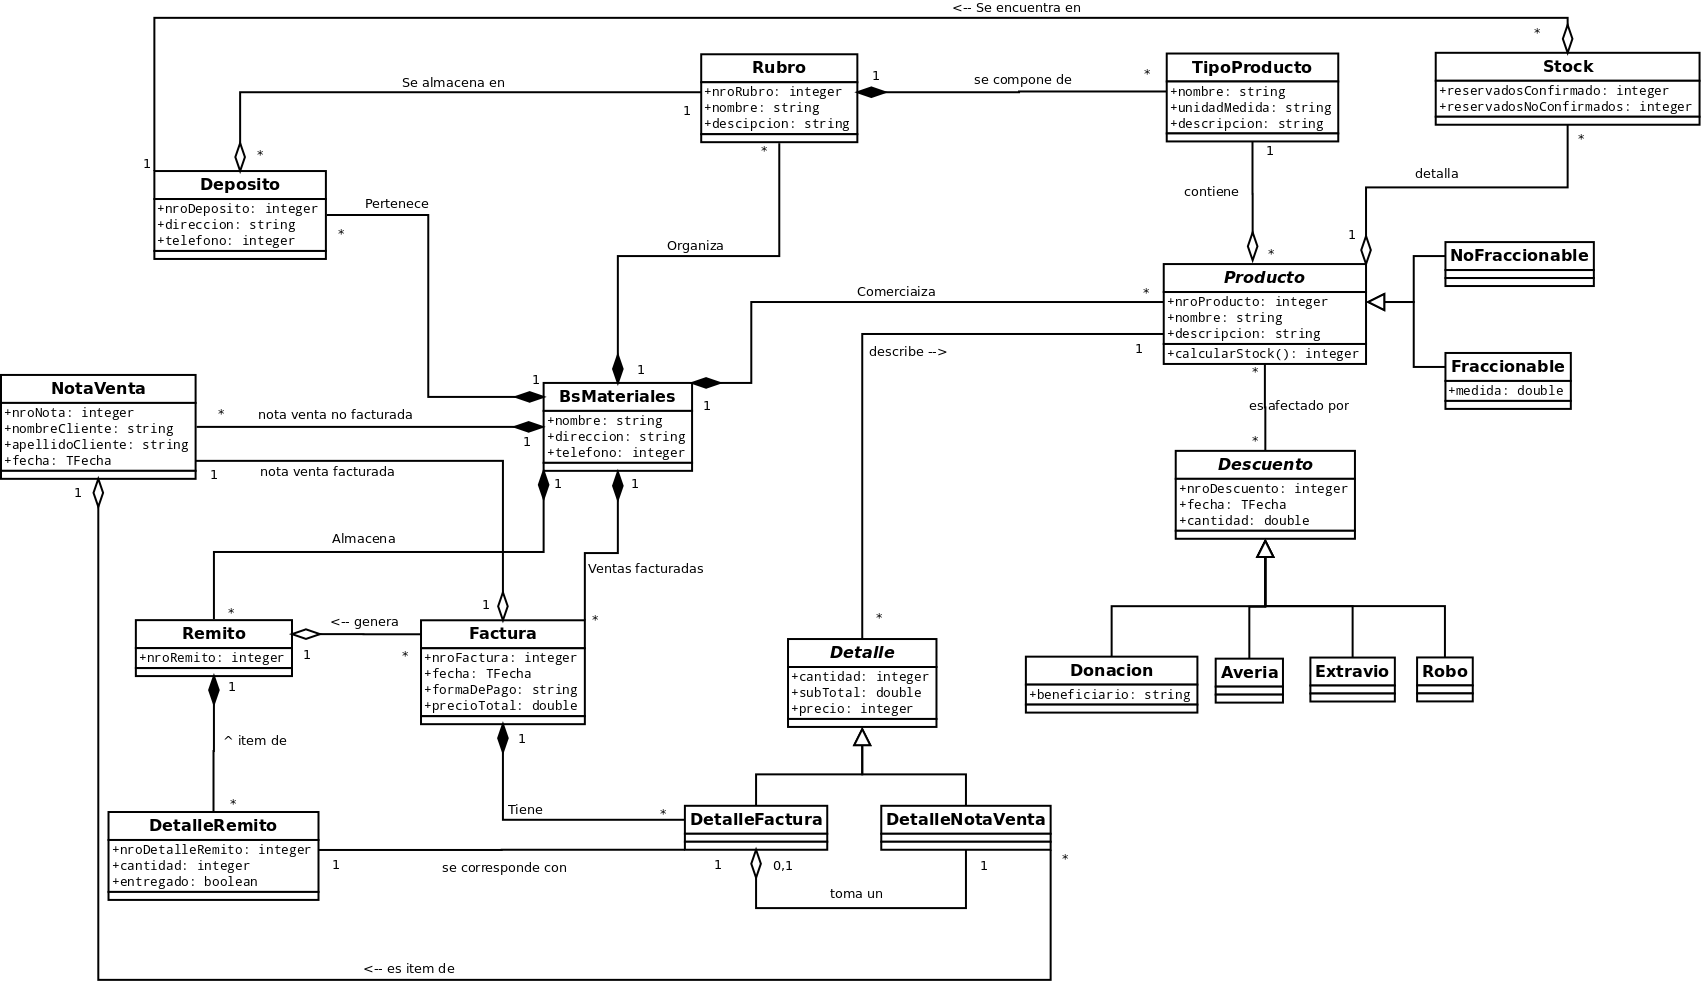 <-- Se encuentra en
*
Rubro
+nroRubro: integer
+nombre: string
+descipcion: string
1
se compone de
*
TipoProducto
+nombre: string
+unidadMedida: string
+descripcion: string
Stock
+reservadosConfirmado: integer
+reservadosNoConfirmados: integer
Se almacena en
1
*
1
*
1
*
detalla
contiene
1
*
Deposito
+nroDeposito: integer
+direccion: string
+telefono: integer
Pertenece
*
Organiza
Producto
+nroProducto: integer
+nombre: string
+descripcion: string
+calcularStock(): integer
NoFraccionable
Fraccionable
+medida: double
Comerciaiza
*
describe -->
1
*
es afectado por
*
1
1
1
NotaVenta
+nroNota: integer
+nombreCliente: string
+apellidoCliente: string
+fecha: TFecha
*
nota venta no facturada
1
BsMateriales
+nombre: string
+direccion: string
+telefono: integer
1
nota venta facturada
1
1
1
Descuento
+nroDescuento: integer
+fecha: TFecha
+cantidad: double
Almacena
Ventas facturadas
*
<-- genera
1
*
Remito
+nroRemito: integer
1
*
Factura
+nroFactura: integer
+fecha: TFecha
+formaDePago: string
+precioTotal: double
*
Detalle
+cantidad: integer
+subTotal: double
+precio: integer
Donacion
+beneficiario: string
Averia
Extravio
Robo
1
^ item de
*
1
Tiene
*
DetalleFactura
DetalleNotaVenta
DetalleRemito
+nroDetalleRemito: integer
+cantidad: integer
+entregado: boolean
1
se corresponde con
1
0,1
toma un
1
*
<-- es item de